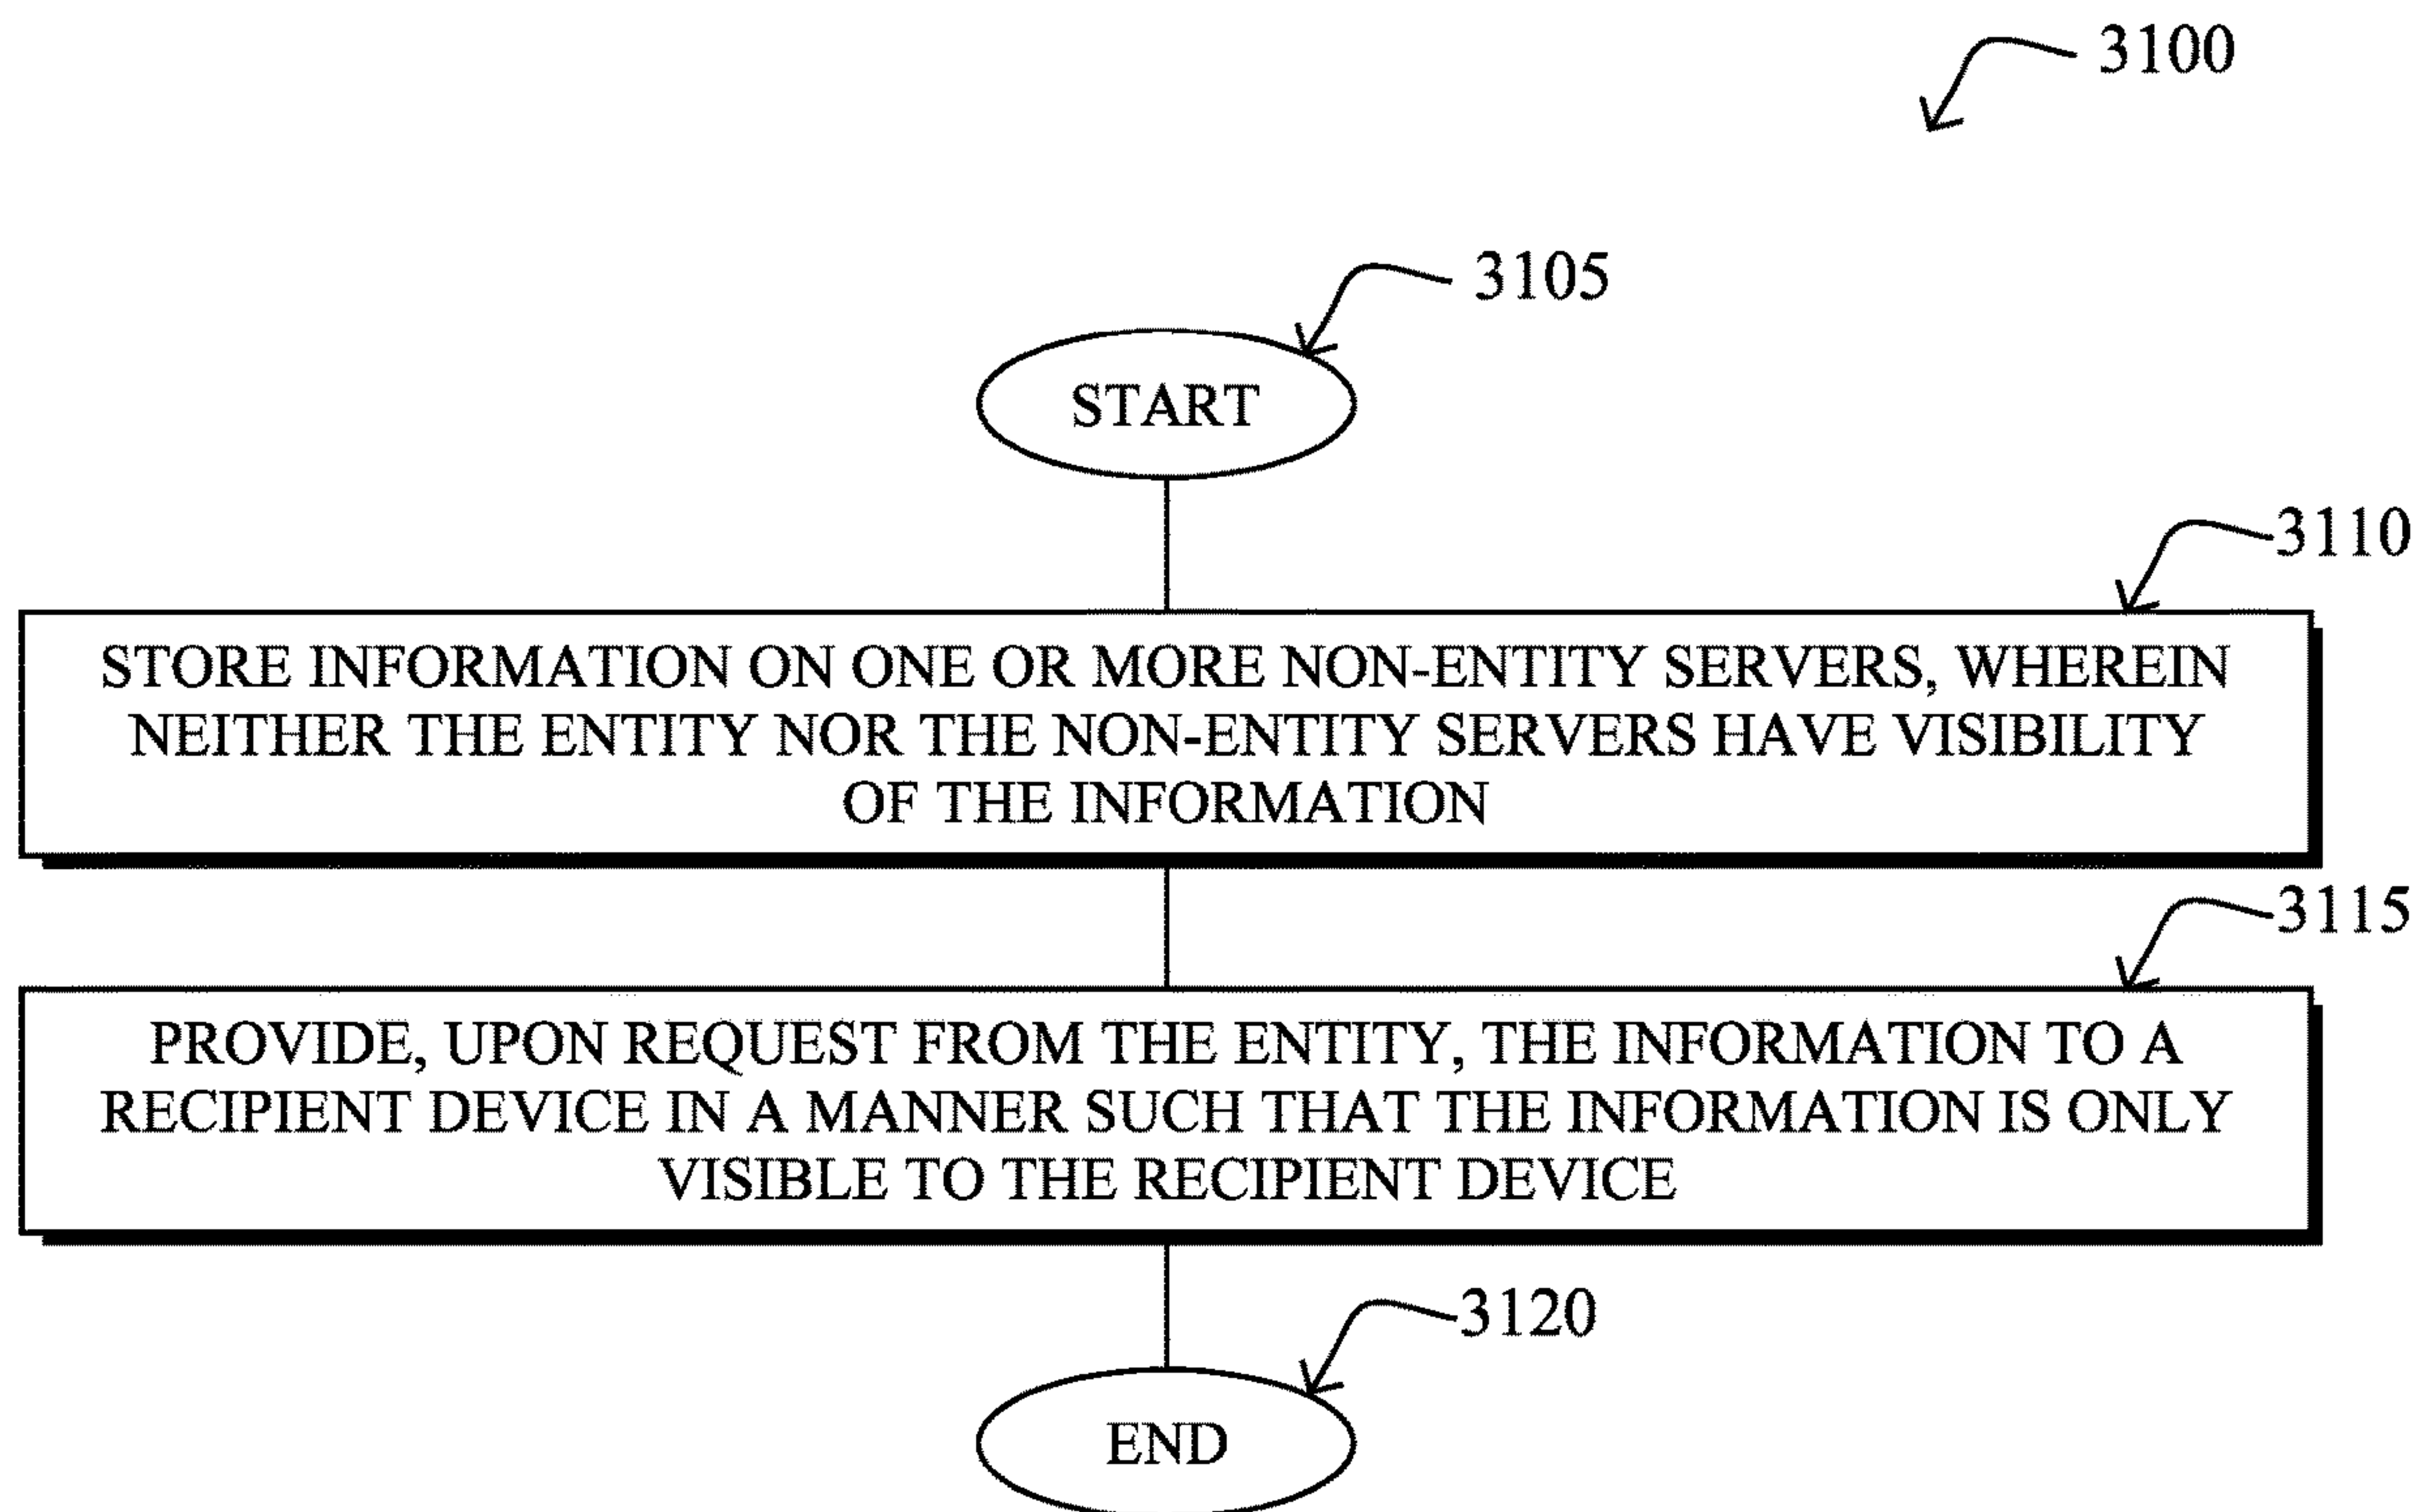 3100
3105
START
3110
STORE INFORMATION ON ONE OR MORE NON-ENTITY SERVERS, WHEREIN
NEITHER THE ENTITY NOR THE NON-ENTITY SERVERS HAVE VISIBILITY
OF THE INFORMATION
3115
PROVIDE, UPON REQUEST FROM THE ENTITY, THE INFORMATION TO A
RECIPIENT DEVICE IN A MANNER SUCH THAT THE INFORMATION IS ONLY
VISIBLE TO THE RECIPIENT DEVICE
3120
END